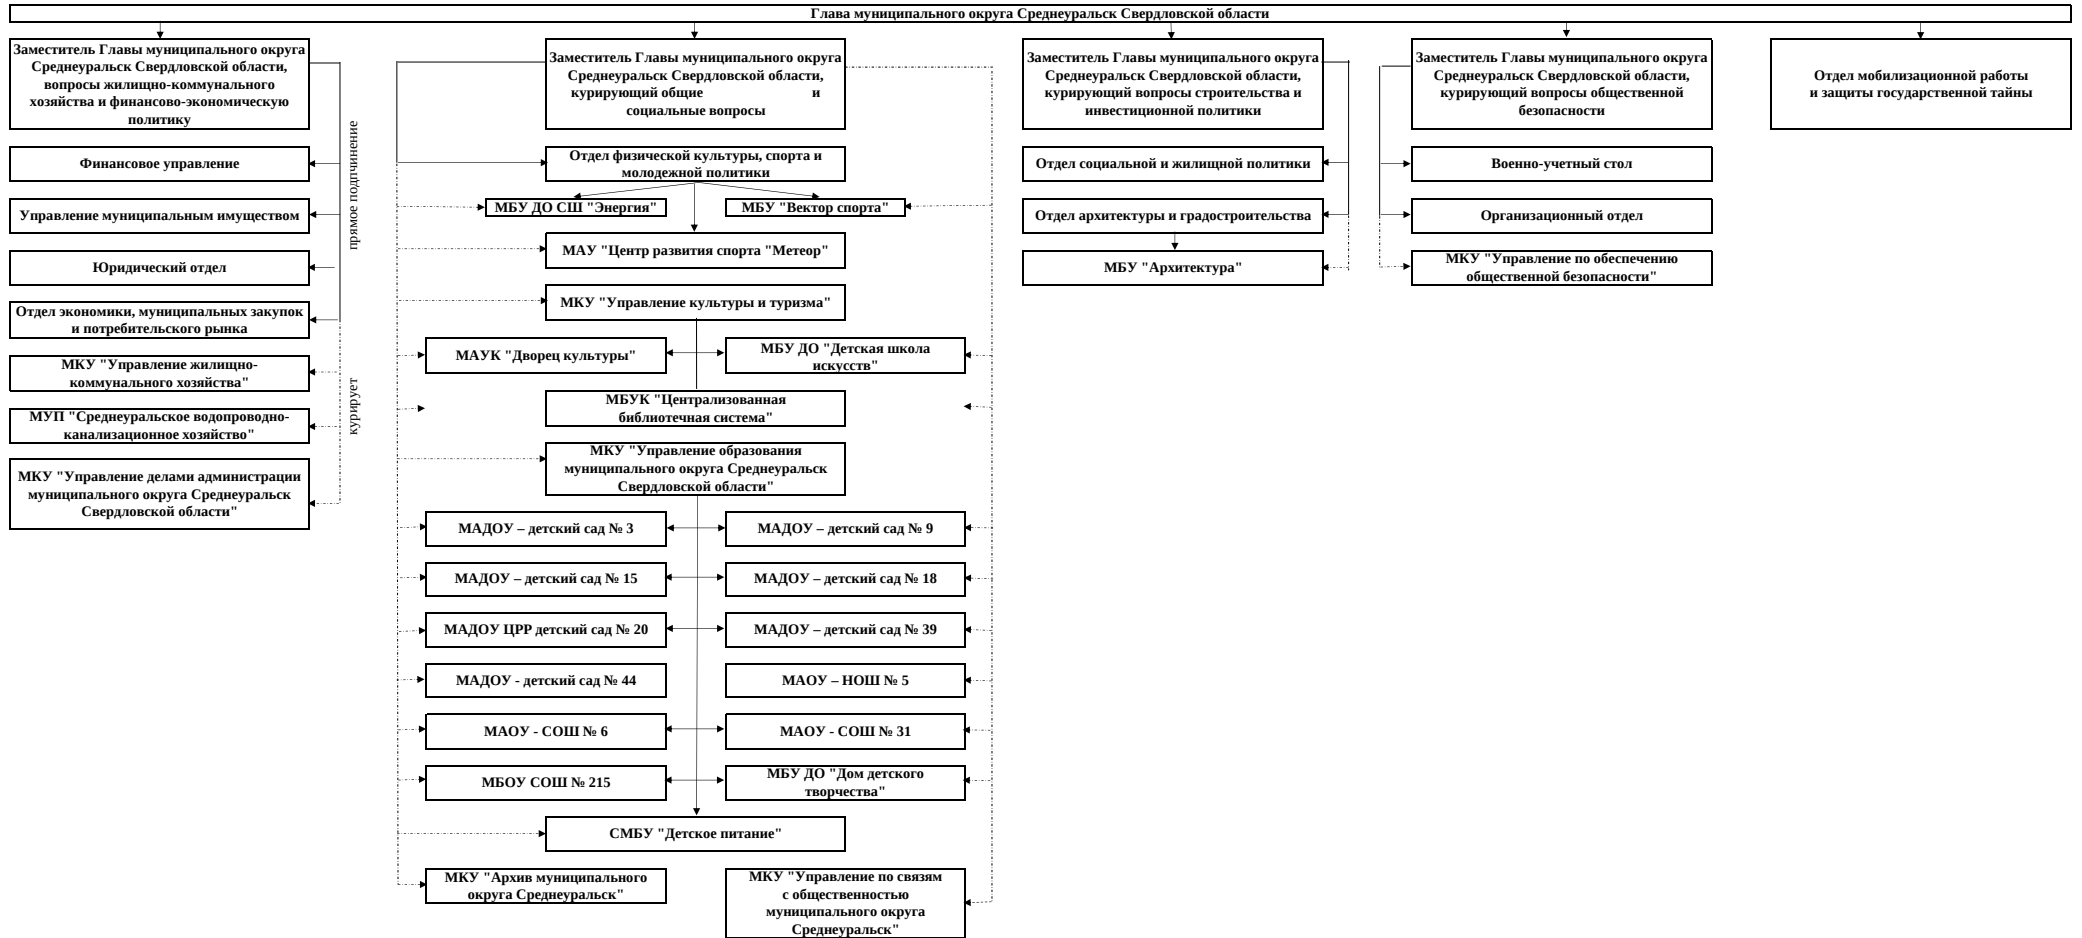 Глава муниципального округа Среднеуральск Свердловской области
Заместитель Главы муниципального округа
Среднеуральск Свердловской области,
вопросы жилищно-коммунального
хозяйства и финансово-экономическую
политику
Финансовое управление
Управление муниципальным имуществом
Юридический отдел
Отдел экономики, муниципальных закупок
и потребительского рынка
МКУ "Управление жилищно-
коммунального хозяйства"
МУП "Среднеуральское водопроводно-
канализационное хозяйство"
МКУ "Управление делами администрации
муниципального округа Среднеуральск
Свердловской области"
прямое подпчинение
курирует
Заместитель Главы муниципального округа
Среднеуральск Свердловской области,
курирующий общие и
социальные вопросы
Отдел физической культуры, спорта и
молодежной политики
МБУ ДО СШ "Энергия"
МБУ "Вектор спорта"
МАУ "Центр развития спорта "Метеор"
МКУ "Управление культуры и туризма"
МАУК "Дворец культуры"
МБУ ДО "Детская школа
искусств"
МБУК "Централизованная
библиотечная система"
МКУ "Управление образования
муниципального округа Среднеуральск
Свердловской области"
МАДОУ – детский сад № 3
МАДОУ – детский сад № 9
МАДОУ – детский сад № 15
МАДОУ – детский сад № 18
МАДОУ ЦРР детский сад № 20
МАДОУ – детский сад № 39
МАДОУ - детский сад № 44
МАОУ – НОШ № 5
МАОУ - СОШ № 6
МАОУ - СОШ № 31
МБОУ СОШ № 215
МБУ ДО "Дом детского
творчества"
СМБУ "Детское питание"
МКУ "Архив муниципального
округа Среднеуральск"
МКУ "Управление по связям
с общественностью
муниципального округа
Среднеуральск"
Заместитель Главы муниципального округа
Среднеуральск Свердловской области,
курирующий вопросы строительства и
инвестиционной политики
Отдел социальной и жилищной политики
Отдел архитектуры и градостроительства
МБУ "Архитектура"
Заместитель Главы муниципального округа
Среднеуральск Свердловской области,
курирующий вопросы общественной
безопасности
Военно-учетный стол
Организационный отдел
МКУ "Управление по обеспечению
общественной безопасности"
Отдел мобилизационной работы
и защиты государственной тайны